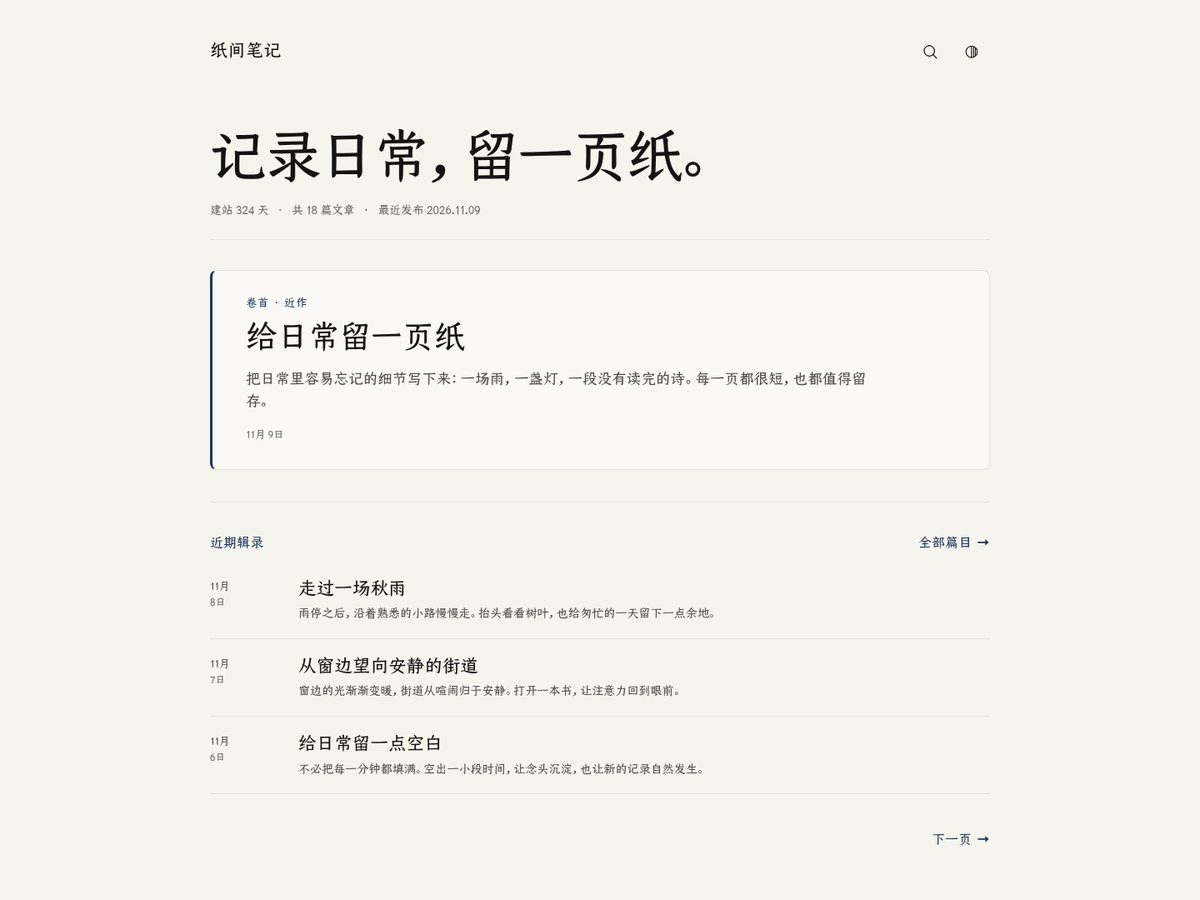 纸间笔记
记录日常，留一页纸。
建站 324 天 · 共 18 篇文章 · 最近发布 2026.11.09
卷首 · 近作
给日常留一页纸
把日常里容易忘记的细节写下来：一场雨，一盏灯，一段没有读完的诗。每一页都很短，也都值得留
存。
11月 9日
近期辑录
全部篇目 →
11月
8日
走过一场秋雨
雨停之后，沿着熟悉的小路慢慢走。抬头看看树叶，也给匆忙的一天留下一点余地。
11月
7日
从窗边望向安静的街道
窗边的光渐渐变暖，街道从喧闹归于安静。打开一本书，让注意力回到眼前。
11月
6日
给日常留一点空白
不必把每一分钟都填满。空出一小段时间，让念头沉淀，也让新的记录自然发生。
下一页 →